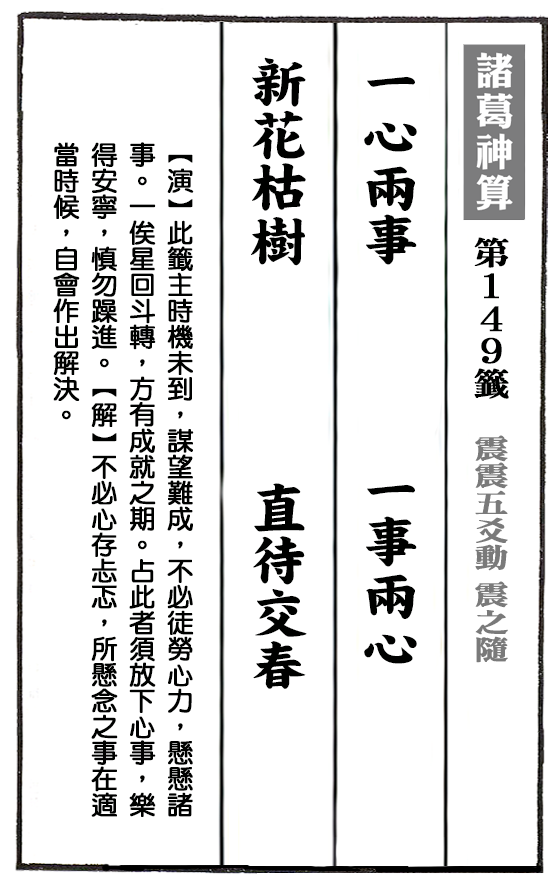 諸葛神算 第149籤 震震五爻動 震之隨
一心兩事 一事兩心
新花枯樹 直待交春
【演】此籤主時機未到，謀望難成，不必徒勞心力，懸懸諸
事。一俟星回斗轉，方有成就之期。占此者須放下心事，樂
得安寧，慎勿躁進。【解】不必心存忐忑，所懸念之事在適
當時候，自會作出解決。